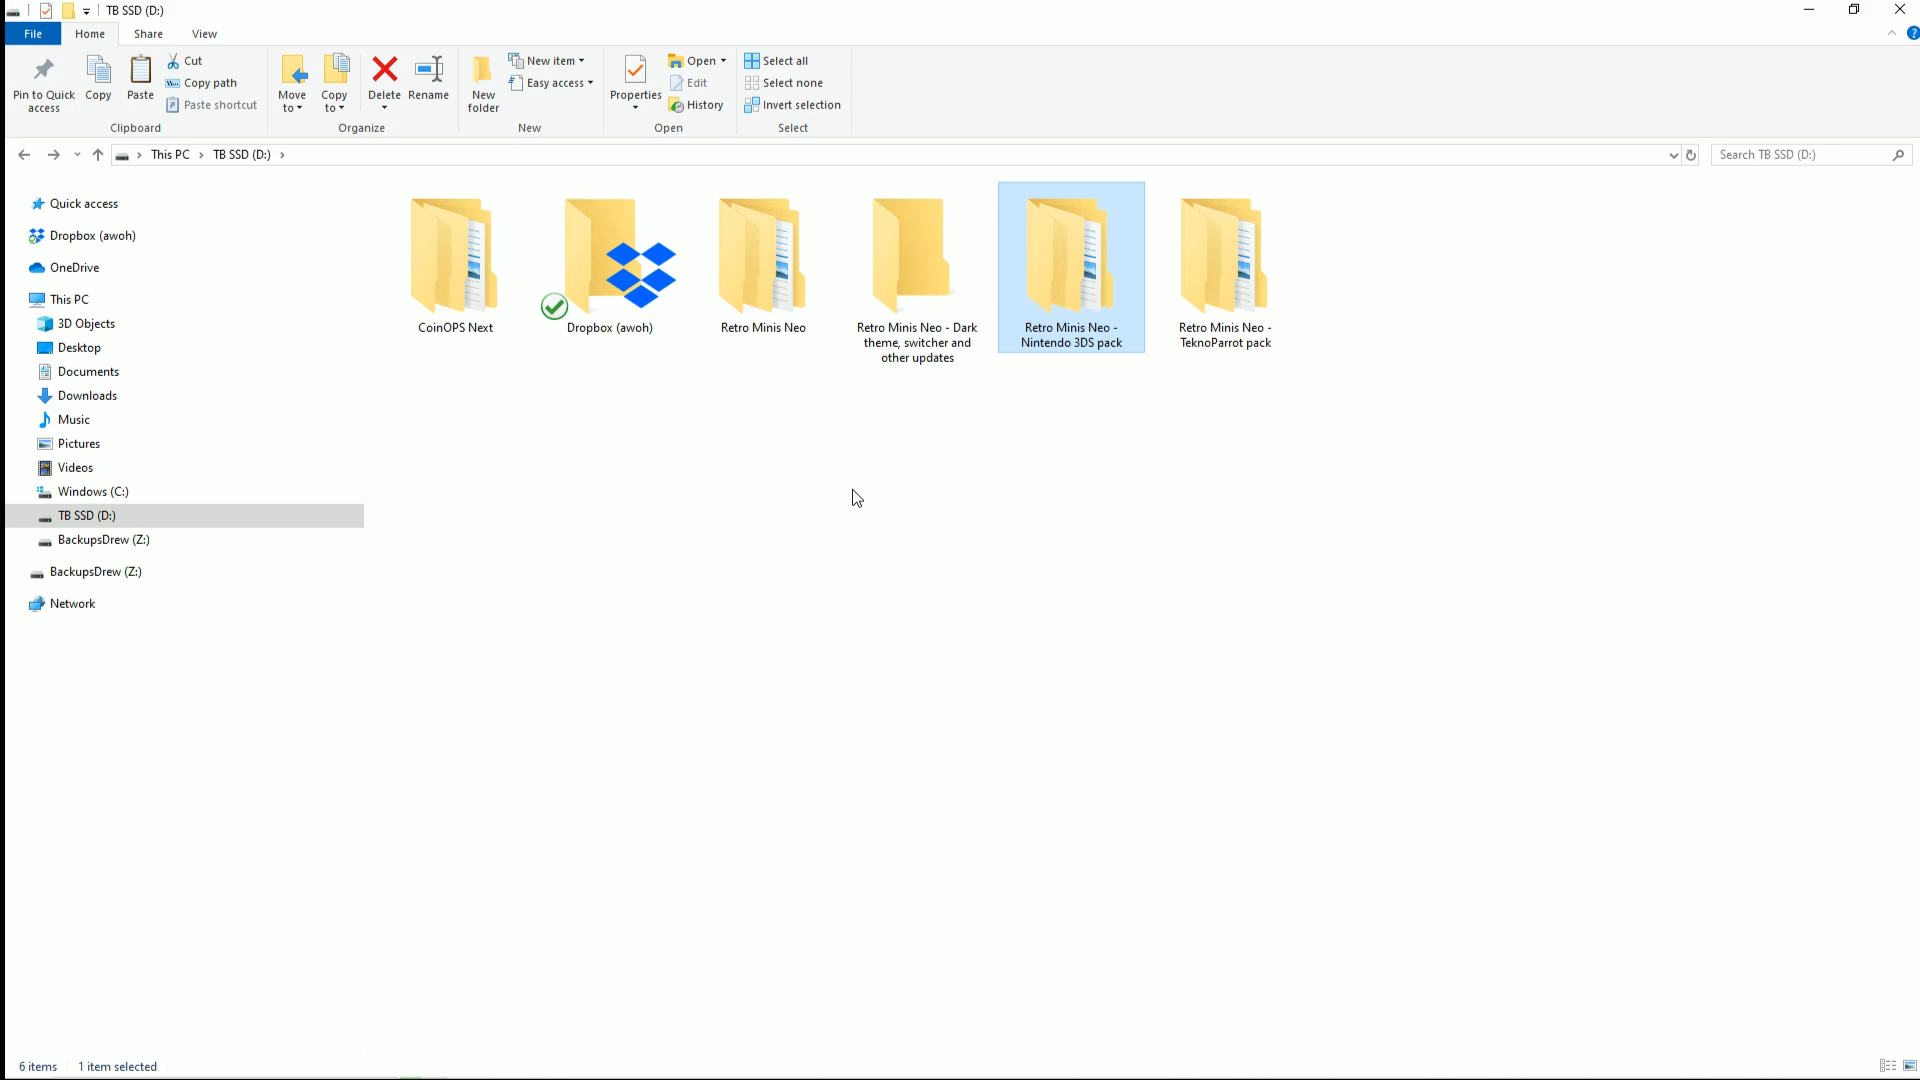 TB SSD (D:)
File Home Share View
Pin to Quick access
Copy
Paste
Cut
Copy path
Paste shortcut
Clipboard
Move to
Copy to
Delete
Rename
Organize
New folder
New item
Easy access
New
Properties
Open
Edit
History
Open
Select all
Select none
Invert selection
Select
This PC > TB SSD (D:) >
Search TB SSD (D:)
Quick access
Dropbox (awoh)
OneDrive
This PC
3D Objects
Desktop
Documents
Downloads
Music
Pictures
Videos
Windows (C:)
TB SSD (D:)
BackupsDrew (Z:)
BackupsDrew (Z:)
Network
CoinOPS Next
Dropbox (awoh)
Retro Minis Neo
Retro Minis Neo - Dark
theme, switcher and
other updates
Retro Minis Neo -
Nintendo 3DS pack
Retro Minis Neo -
TeknoParrot pack
6 items 1 item selected